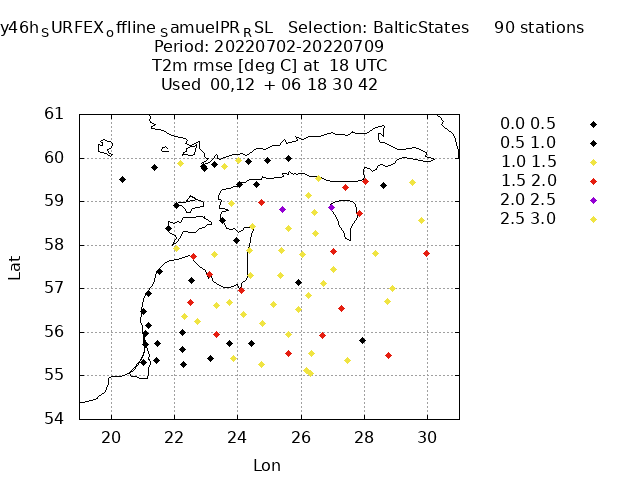 y46hSURFEXoffline SamuelPRRSL Selection: BalticStates 90 stations
Period: 20220702-20220709
T2m rmse [deg C] at 18 UTC
Used 00,12 + 06 18 30 42
61
60
59
58
57
56
55
54
20 22 24 26 28 30
Lat
Lon
0.0 0.5
0.5 1.0
1.0 1.5
1.5 2.0
2.0 2.5
2.5 3.0